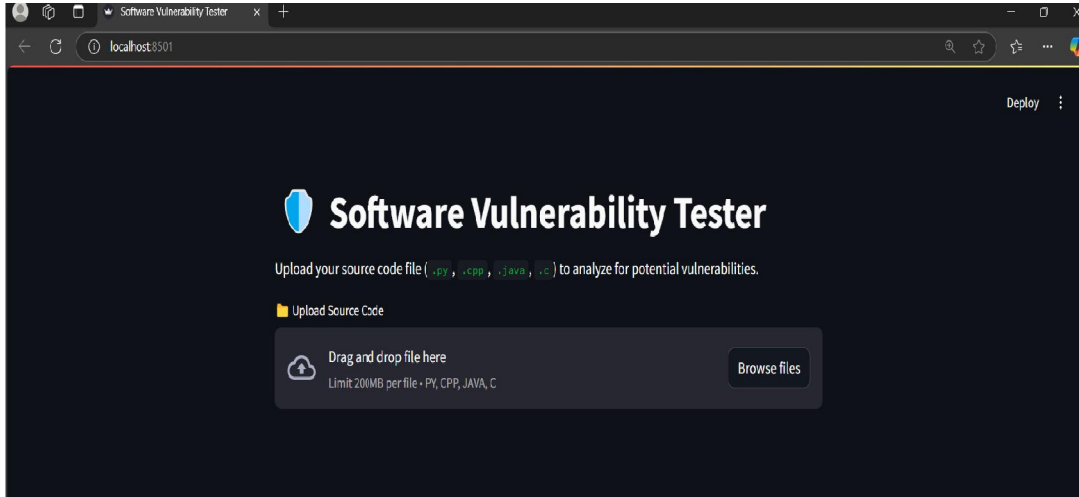 Software Vulnerability Tester
localhost:8501
Deploy
Software Vulnerability Tester
Upload your source code file ( .py , .cpp , .java , .c ) to analyze for potential vulnerabilities.
Upload Source Code
Drag and drop file here
Limit 200MB per file • PY, CPP, JAVA, C
Browse files